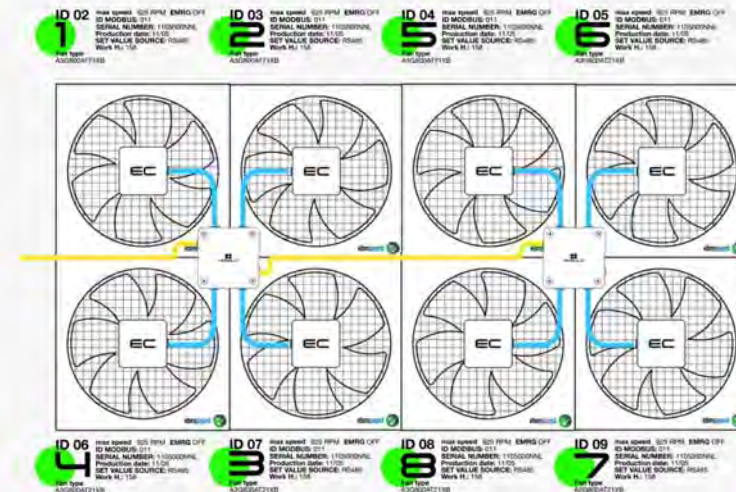 ID 02
1
max speed 925 RPM EMRG OFF
ID MODBUS: 011
SERIAL NUMBER: 1105000NNL
Production date: 11/05
SET VALUE SOURCE: RS485
Work H.: 158
Fan type
ID 03
2
max speed 925 RPM EMRG OFF
ID MODBUS: 011
SERIAL NUMBER: 1105000NNL
Production date: 11/05
SET VALUE SOURCE: RS485
Work H.: 158
Fan type
ID 04
5
max speed 925 RPM EMRG OFF
ID MODBUS: 011
SERIAL NUMBER: 1105000NNL
Production date: 11/05
SET VALUE SOURCE: RS485
Work H.: 158
Fan type
ID 05
6
max speed 925 RPM EMRG OFF
ID MODBUS: 011
SERIAL NUMBER: 1105000NNL
Production date: 11/05
SET VALUE SOURCE: RS485
Work H.: 158
Fan type
EC
EC
EC
EC
EC
EC
EC
EC
ID 06
4
max speed 925 RPM EMRG OFF
ID MODBUS: 011
SERIAL NUMBER: 1105000NNL
Production date: 11/05
SET VALUE SOURCE: RS485
Work H.: 158
Fan type
ID 07
3
max speed 925 RPM EMRG OFF
ID MODBUS: 011
SERIAL NUMBER: 1105000NNL
Production date: 11/05
SET VALUE SOURCE: RS485
Work H.: 158
Fan type
ID 08
8
max speed 925 RPM EMRG OFF
ID MODBUS: 011
SERIAL NUMBER: 1105000NNL
Production date: 11/05
SET VALUE SOURCE: RS485
Work H.: 158
Fan type
ID 09
7
max speed 925 RPM EMRG OFF
ID MODBUS: 011
SERIAL NUMBER: 1105000NNL
Production date: 11/05
SET VALUE SOURCE: RS485
Work H.: 158
Fan type